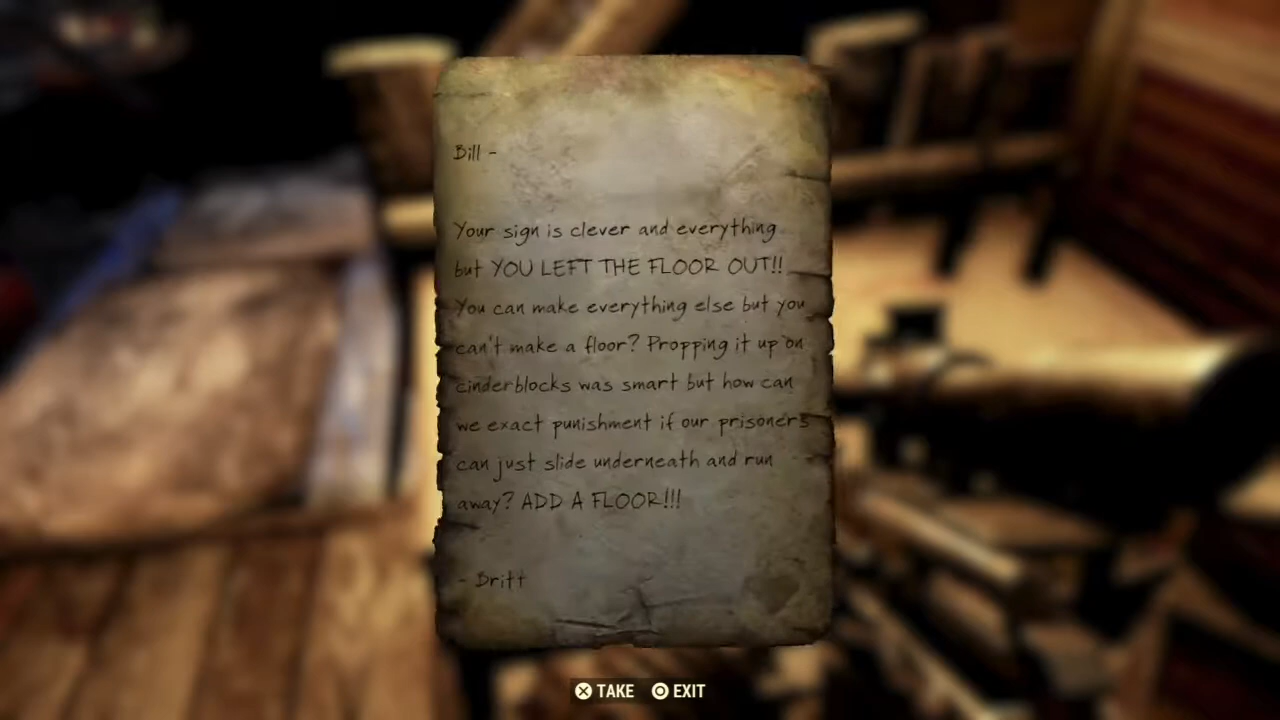 Bill -
Your sign is clever and everything
but YOU LEFT THE FLOOR OUT!!
You can make everything else but you
can't make a floor? Propping it up on
cinderblocks was smart but how can
we exact punishment if our prisoners
can just slide underneath and run
away? ADD A FLOOR!!!
- Britt
TAKE EXIT